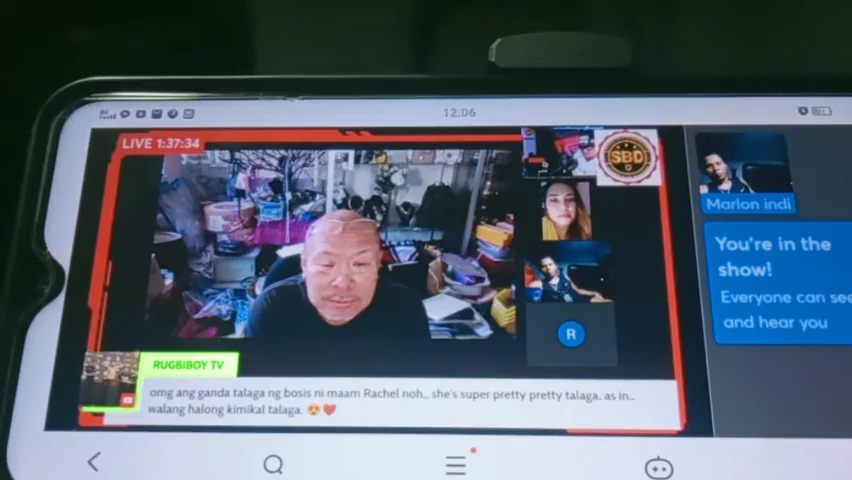 12:06
LIVE 1:37:34
SBD
Marlon indi
You're in the
show!
Everyone can see
and hear you
R
RUGBIBOY TV
omg ang ganda talaga ng bosis ni maam Rachel noh,, she's super pretty pretty talaga. as in..
walang halong kimikal talaga. 😍❤️